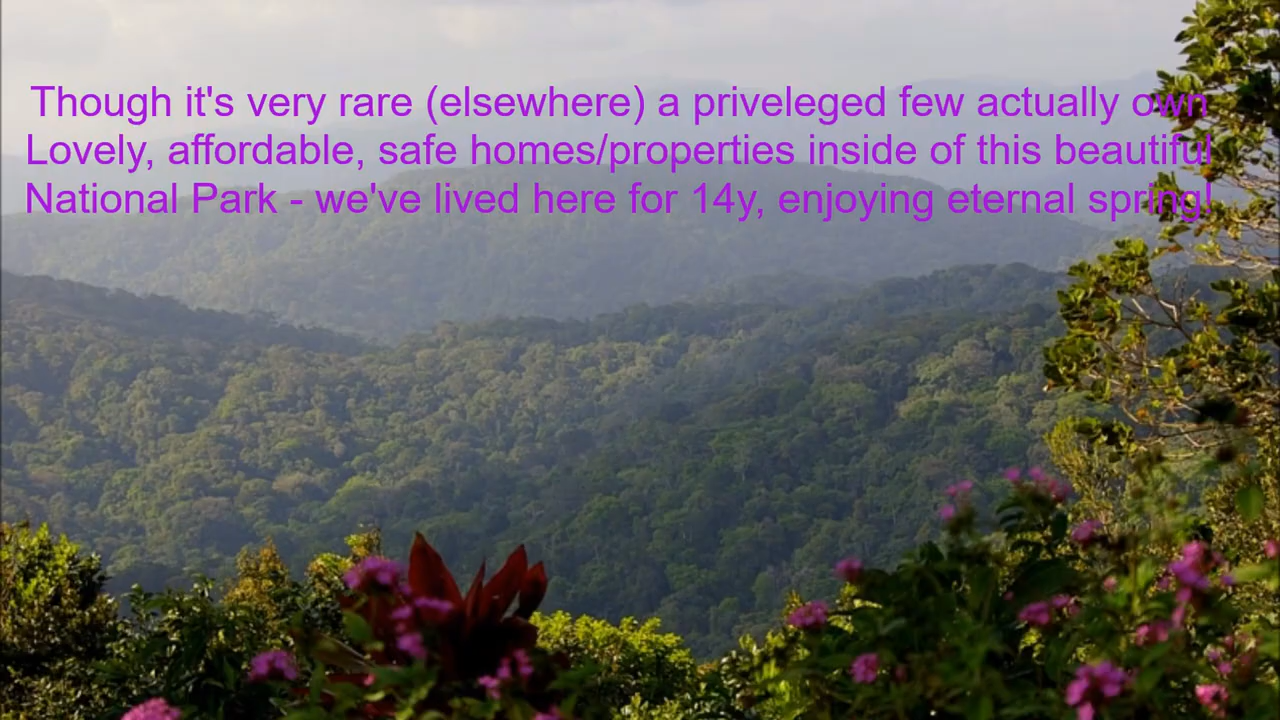 Though it's very rare (elsewhere) a priveleged few actually own
Lovely, affordable, safe homes/properties inside of this beautiful
National Park - we've lived here for 14y, enjoying eternal spring!